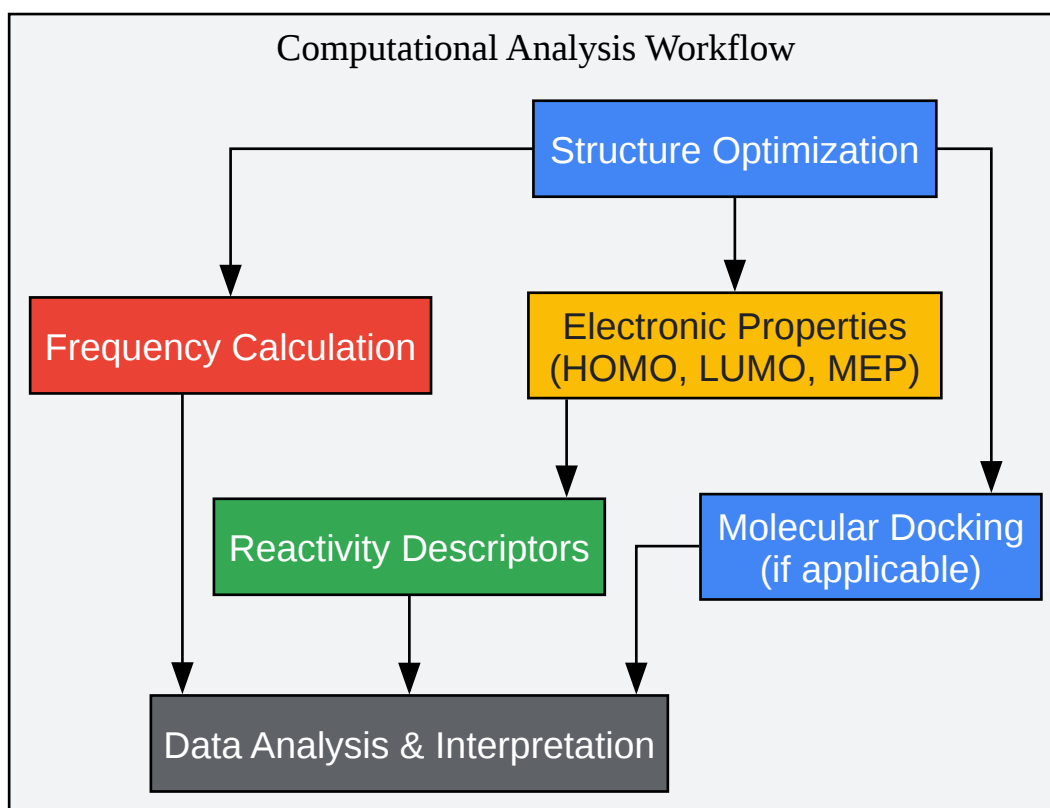 Computational Analysis Workflow
Structure Optimization
Frequency Calculation
Electronic Properties
(HOMO, LUMO, MEP)
Reactivity Descriptors
Molecular Docking
(if applicable)
Data Analysis & Interpretation